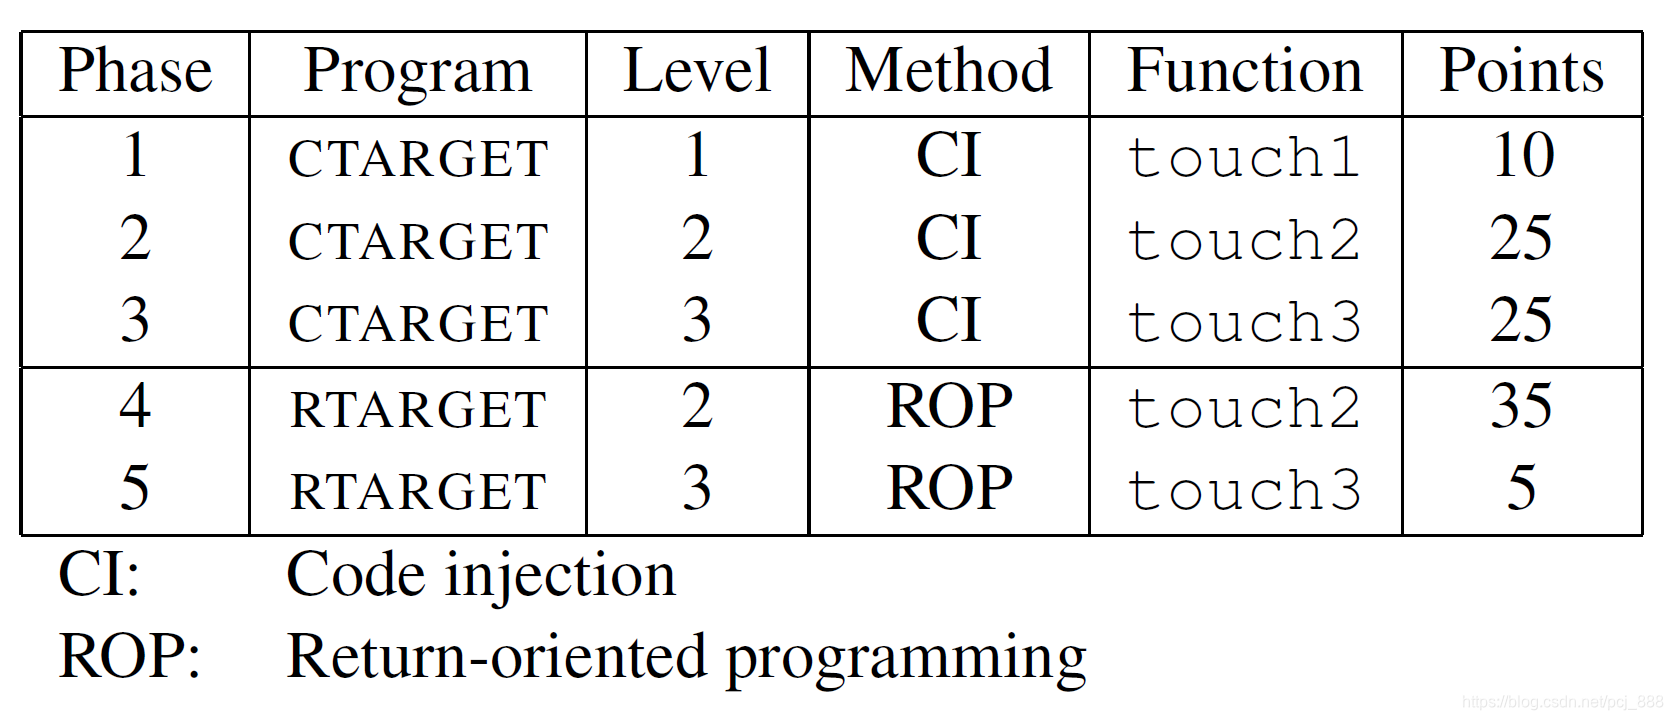 Phase Program Level Method Function Points
1 CTARGET 1 CI touch1 10
2 CTARGET 2 CI touch2 25
3 CTARGET 3 CI touch3 25
4 RTARGET 2 ROP touch2 35
5 RTARGET 3 ROP touch3 5
CI: Code injection
ROP: Return-oriented programming
https://blog.csdn.net/pcj_888